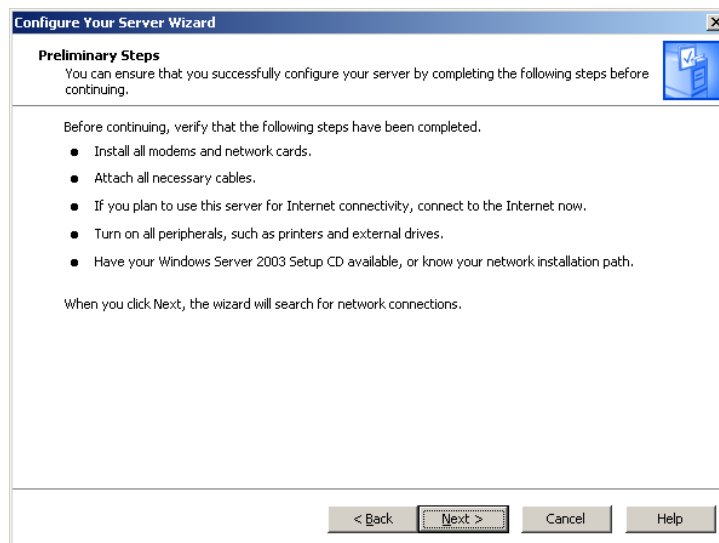 Configure Your Server Wizard
Preliminary Steps
You can ensure that you successfully configure your server by completing the following steps before
continuing.
Before continuing, verify that the following steps have been completed.
● Install all modems and network cards.
● Attach all necessary cables.
● If you plan to use this server for Internet connectivity, connect to the Internet now.
● Turn on all peripherals, such as printers and external drives.
● Have your Windows Server 2003 Setup CD available, or know your network installation path.
When you click Next, the wizard will search for network connections.
< Back Next > Cancel Help